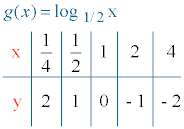 g(x) = log 1/2 x
x 1/4 1/2 1 2 4
y 2 1 0 -1 -2